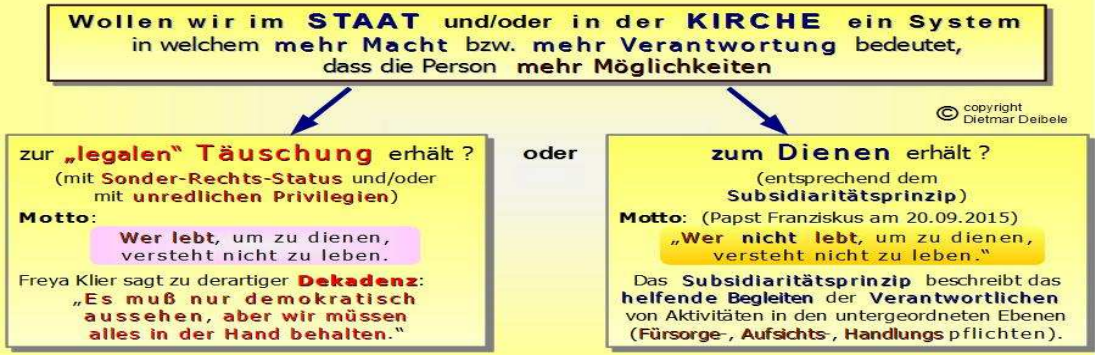 Wollen wir im STAAT und/oder in der KIRCHE ein System
in welchem mehr Macht bzw. mehr Verantwortung bedeutet,
dass die Person mehr Möglichkeiten
© copyright
Dietmar Deibele
zur „legalen“ Täuschung erhält ?
(mit Sonder-Rechts-Status und/oder
mit unredlichen Privilegien)
Motto:
Wer lebt, um zu dienen,
versteht nicht zu leben.
Freya Klier sagt zu derartiger Dekadenz:
„Es muß nur demokratisch
aussehen, aber wir müssen
alles in der Hand behalten.“
oder
zum Dienen erhält ?
(entsprechend dem
Subsidiaritätsprinzip)
Motto: (Papst Franziskus am 20.09.2015)
„Wer nicht lebt, um zu dienen,
versteht nicht zu leben.“
Das Subsidiaritätsprinzip beschreibt das
helfende Begleiten der Verantwortlichen
von Aktivitäten in den untergeordneten Ebenen
(Fürsorge-, Aufsichts-, Handlungspflichten).